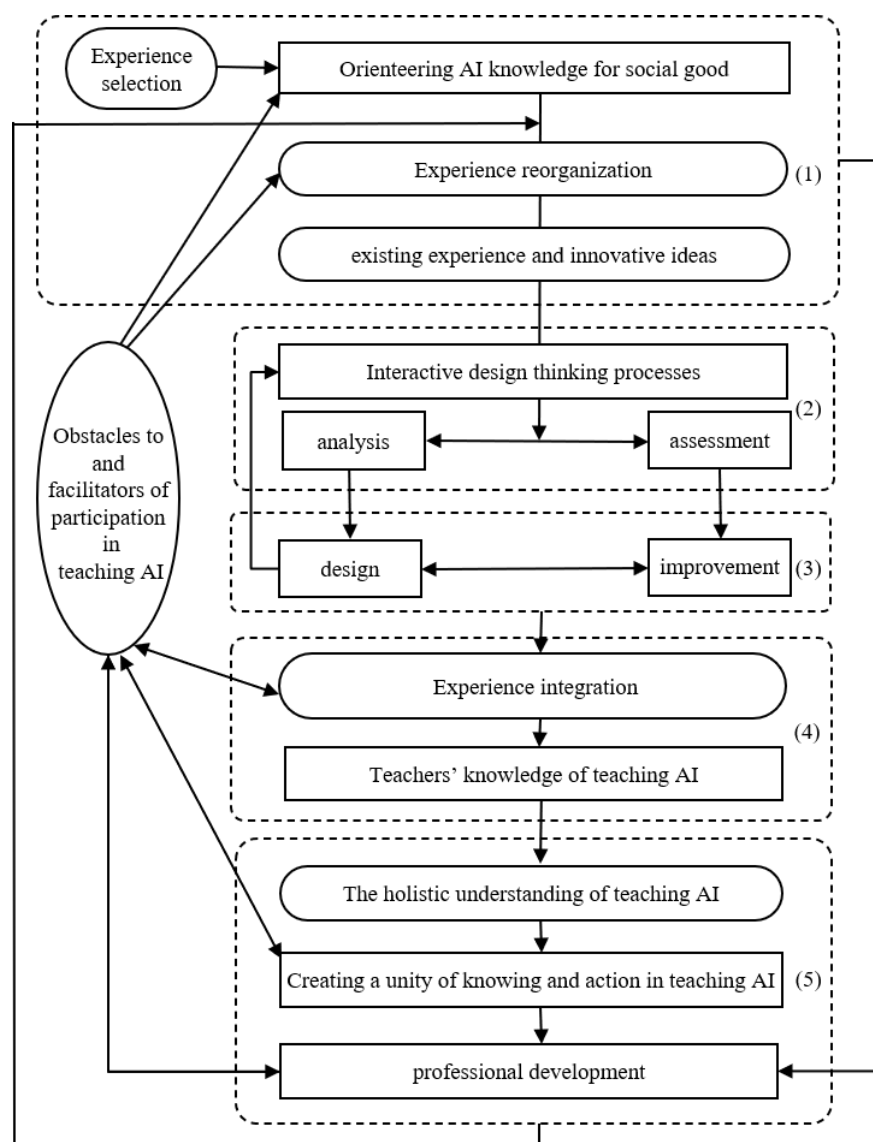 Experience
selection
Orienteering AI knowledge for social good
Experience reorganization
(1)
existing experience and innovative ideas
Interactive design thinking processes
(2)
analysis
assessment
Obstacles to
and
facilitators of
participation
in
teaching AI
design
improvement
(3)
Experience integration
(4)
Teachers’ knowledge of teaching AI
The holistic understanding of teaching AI
Creating a unity of knowing and action in teaching AI
(5)
professional development